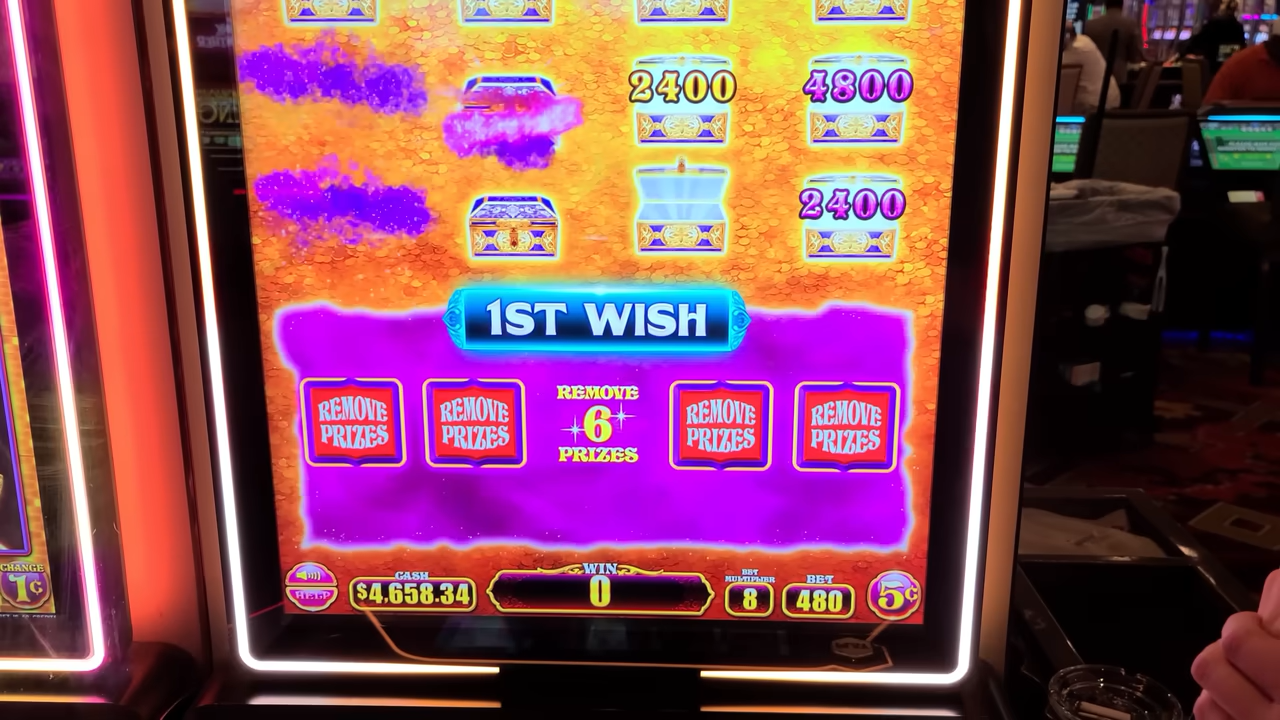 2400
4800
2400
1ST WISH
REMOVE
PRIZES
REMOVE
PRIZES
REMOVE
6
PRIZES
REMOVE
PRIZES
REMOVE
PRIZES
CHANGE
1¢
HELP
CASH
$4,658.34
WIN
0
BET
MULTIPLIER
8
BET
480
5¢